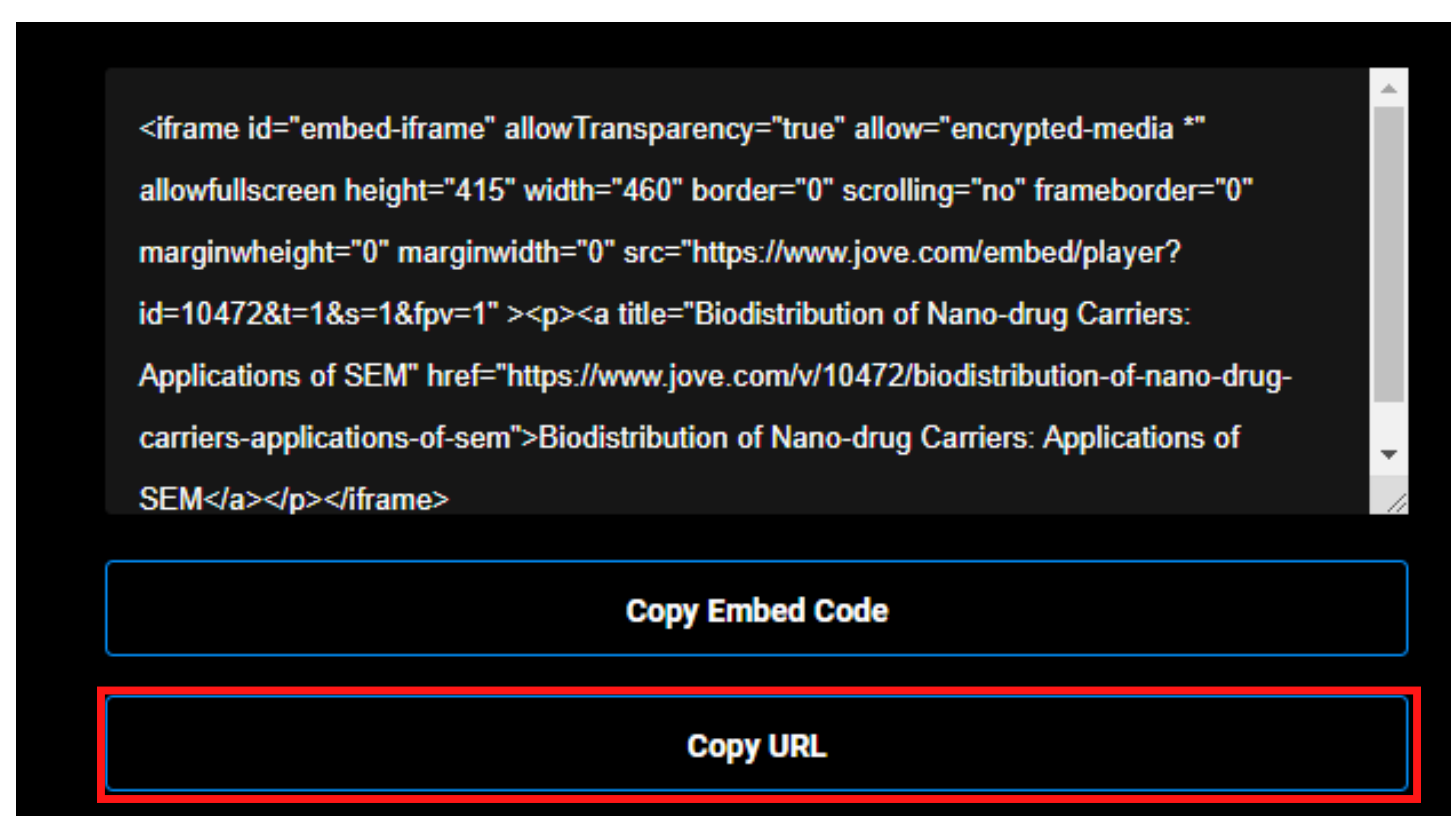 <iframe id="embed-iframe" allowTransparency="true" allow="encrypted-media *"
allowfullscreen height="415" width="460" border="0" scrolling="no" frameborder="0"
marginwheight="0" marginwidth="0" src="https://www.jove.com/embed/player?
id=10472&t=1&s=1&fpv=1" ><p><a title="Biodistribution of Nano-drug Carriers:
Applications of SEM" href="https://www.jove.com/v/10472/biodistribution-of-nano-drug-
carriers-applications-of-sem">Biodistribution of Nano-drug Carriers: Applications of
SEM</a></p></iframe>
Copy Embed Code
Copy URL